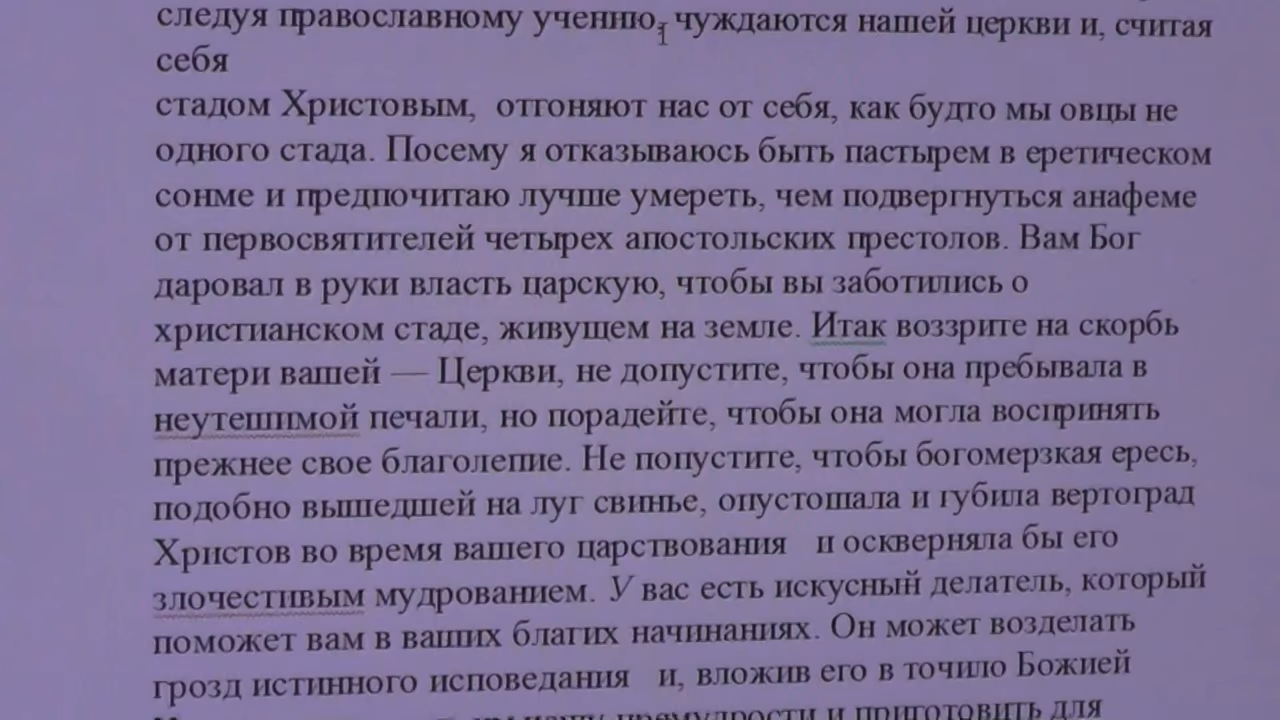 следуя православному учению, чуждаются нашей церкви и, считая
себя
стадом Христовым, отгоняют нас от себя, как будто мы овцы не
одного стада. Посему я отказываюсь быть пастырем в еретическом
сонме и предпочитаю лучше умереть, чем подвергнуться анафеме
от первосвятителей четырех апостольских престолов. Вам Бог
даровал в руки власть царскую, чтобы вы заботились о
христианском стаде, живущем на земле. Итак воззрите на скорбь
матери вашей — Церкви, не допустите, чтобы она пребывала в
неутешимой печали, но порадейте, чтобы она могла воспринять
прежнее свое благолепие. Не попустите, чтобы богомерзкая ересь,
подобно вышедшей на луг свинье, опустошала и губила вертоград
Христов во время вашего царствования и оскверняла бы его
злочестивым мудрованием. У вас есть искусный делатель, который
поможет вам в ваших благих начинаниях. Он может возделать
грозд истинного исповедания и, вложив его в точило Божией
премудрости и приготовить для